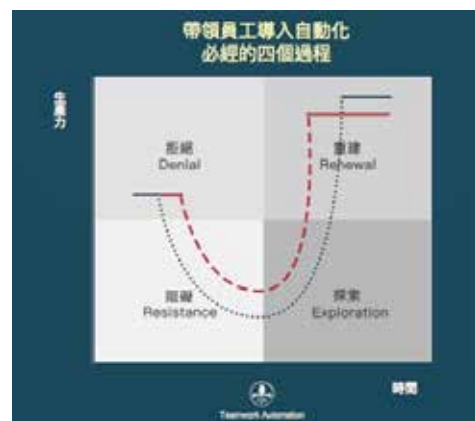 帶領員工導入自動化
必經的四個過程
生產力
拒絕
Denial
重建
Renewal
阻礙
Resistance
探索
Exploration
時間
Teamwork Automation